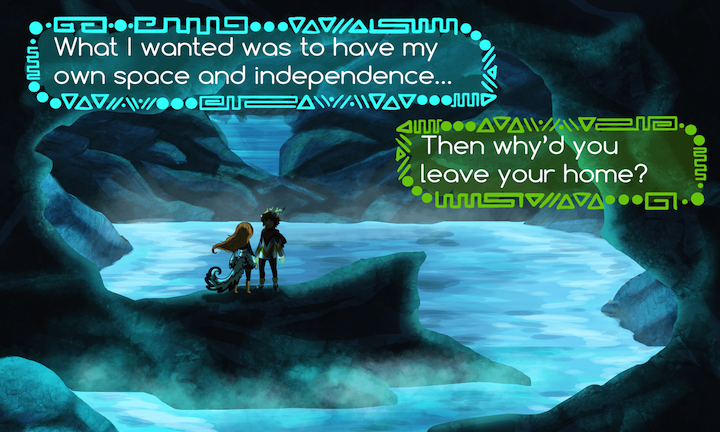 What I wanted was to have my
own space and independence...
Then why'd you
leave your home?